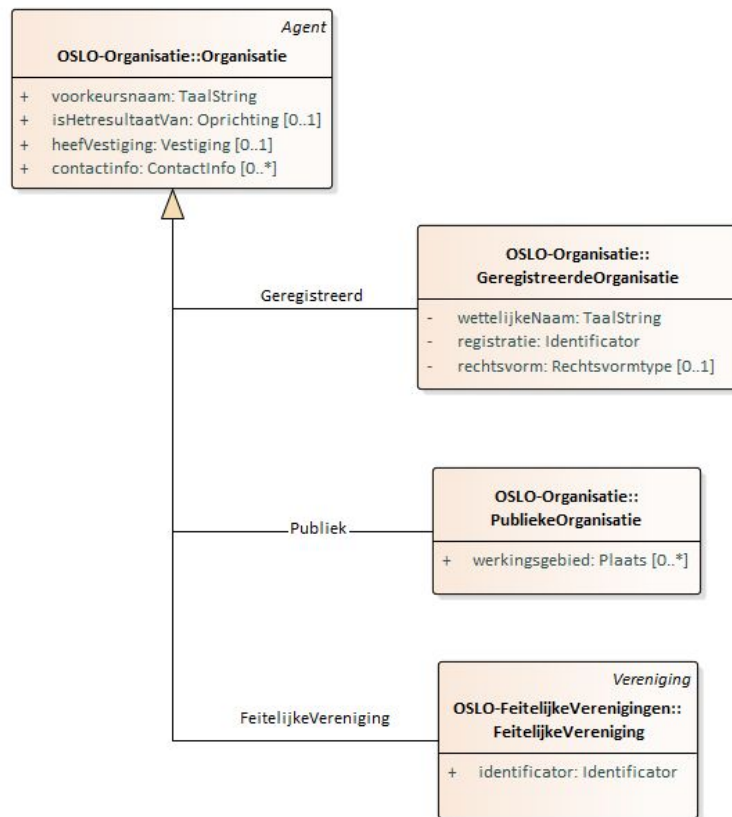 Agent
OSLO-Organisatie::Organisatie
+ voorkeursnaam: TaalString
+ isHetresultaatVan: Oprichting [0..1]
+ heefVestiging: Vestiging [0..1]
+ contactinfo: ContactInfo [0..*]
OSLO-Organisatie::
GeregistreerdeOrganisatie
- wettelijkeNaam: TaalString
- registratie: Identificator
- rechtsvorm: Rechtsvormtype [0..1]
Geregistreerd
OSLO-Organisatie::
PubliekeOrganisatie
+ werkingsgebied: Plaats [0..*]
Publiek
Vereniging
OSLO-FeitelijkeVerenigingen::
FeitelijkeVereniging
+ identificator: Identificator
FeitelijkeVereniging